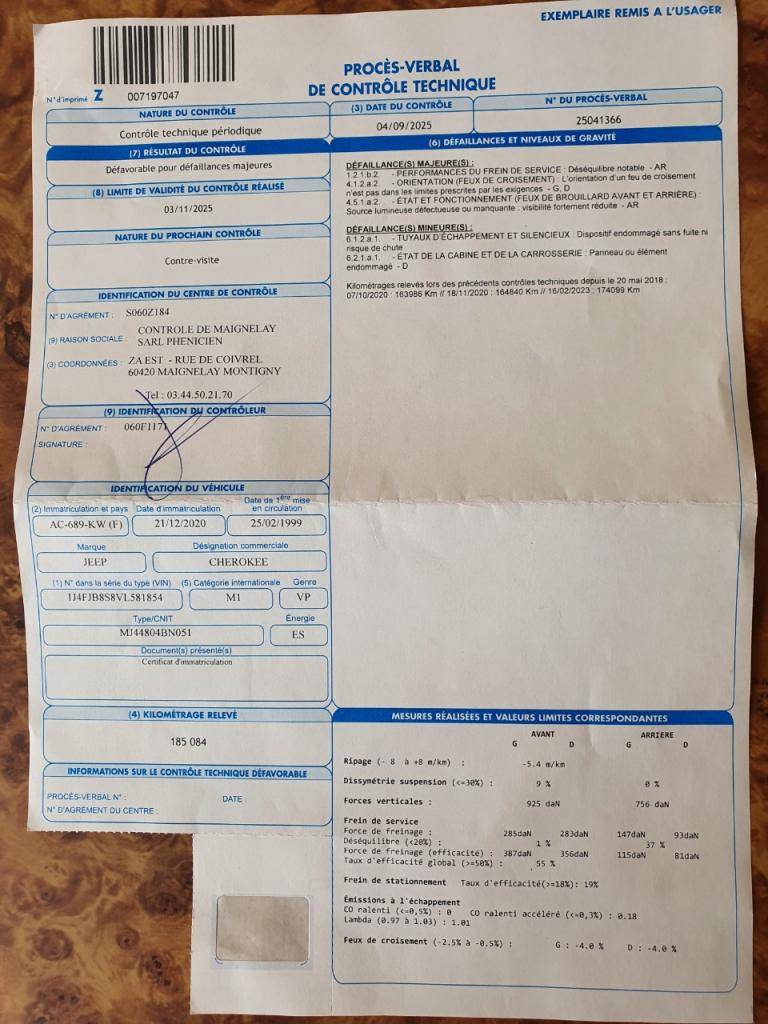 EXEMPLAIRE REMIS A L'USAGER
N° d'imprimé Z 007197047
PROCÈS-VERBAL
DE CONTRÔLE TECHNIQUE
NATURE DU CONTRÔLE
Contrôle technique périodique
(3) DATE DU CONTRÔLE
04/09/2025
N° DU PROCÈS-VERBAL
25041366
(7) RÉSULTAT DU CONTRÔLE
Défavorable pour défaillances majeures
(8) LIMITE DE VALIDITÉ DU CONTRÔLE RÉALISÉ
03/11/2025
NATURE DU PROCHAIN CONTRÔLE
Contre-visite
IDENTIFICATION DU CENTRE DE CONTRÔLE
N° D'AGRÉMENT : S060Z184
(9) RAISON SOCIALE : CONTROLE DE MAIGNELAY
SARL PHENICIEN
(3) COORDONNÉES : ZA EST - RUE DE COIVREL
60420 MAIGNELAY MONTIGNY
Tel : 03.44.50.21.70
(9) IDENTIFICATION DU CONTRÔLEUR
N° D'AGRÉMENT : 060F1171
SIGNATURE :
IDENTIFICATION DU VÉHICULE
(2) Immatriculation et pays
AC-689-KW (F)
Date d'immatriculation
21/12/2020
Date de 1ère mise
en circulation
25/02/1999
Marque
JEEP
Désignation commerciale
CHEROKEE
(1) N° dans la série du type (VIN)
1J4FJB8S8VL581854
(5) Catégorie internationale
M1
Genre
VP
Type/CNIT
MJ44804BN051
Énergie
ES
Document(s) présenté(s)
Certificat d'immatriculation
(4) KILOMÉTRAGE RELEVÉ
185 084
INFORMATIONS SUR LE CONTRÔLE TECHNIQUE DÉFAVORABLE
PROCÈS-VERBAL N° : DATE :
N° D'AGRÉMENT DU CENTRE :
(6) DÉFAILLANCES ET NIVEAUX DE GRAVITÉ
DÉFAILLANCE(S) MAJEURE(S) :
1.2.1.b.2. - PERFORMANCES DU FREIN DE SERVICE : Déséquilibre notable - AR
4.1.2.a.2. - ORIENTATION (FEUX DE CROISEMENT) : L'orientation d'un feu de croisement
n'est pas dans les limites prescrites par les exigences - G, D
4.5.1.a.2. - ÉTAT ET FONCTIONNEMENT (FEUX DE BROUILLARD AVANT ET ARRIÈRE) :
Source lumineuse défectueuse ou manquante : visibilité fortement réduite - AR
DÉFAILLANCE(S) MINEURE(S) :
6.1.2.a.1. - TUYAUX D'ÉCHAPPEMENT ET SILENCIEUX : Dispositif endommagé sans fuite ni
risque de chute
6.2.1.a.1. - ÉTAT DE LA CABINE ET DE LA CARROSSERIE : Panneau ou élément
endommagé - D
Kilométrages relevés lors des précédents contrôles techniques depuis le 20 mai 2018 :
07/10/2020 : 163986 Km // 18/11/2020 : 164840 Km // 16/02/2023 : 174099 Km
MESURES RÉALISÉES ET VALEURS LIMITES CORRESPONDANTES
AVANT ARRIERE
G D G D
Ripage (- 8 à +8 m/km) : -5.4 m/km
Dissymétrie suspension (<=30%) : 9 % 0 %
Forces verticales : 925 daN 756 daN
Frein de service
Force de freinage : 285daN 283daN 147daN 93daN
Déséquilibre (<20%) : 1 % 37 %
Force de freinage (efficacité) : 387daN 356daN 115daN 81daN
Taux d'efficacité global (>=50%) : 55 %
Frein de stationnement Taux d'efficacité(>=18%): 19%
Émissions à l'échappement
CO ralenti (<=0,5%) : 0 CO ralenti accéléré (<=0,3%) : 0.18
Lambda (0.97 à 1.03) : 1.01
Feux de croisement (-2.5% à -0.5%) : G : -4.0 % D : -4.0 %